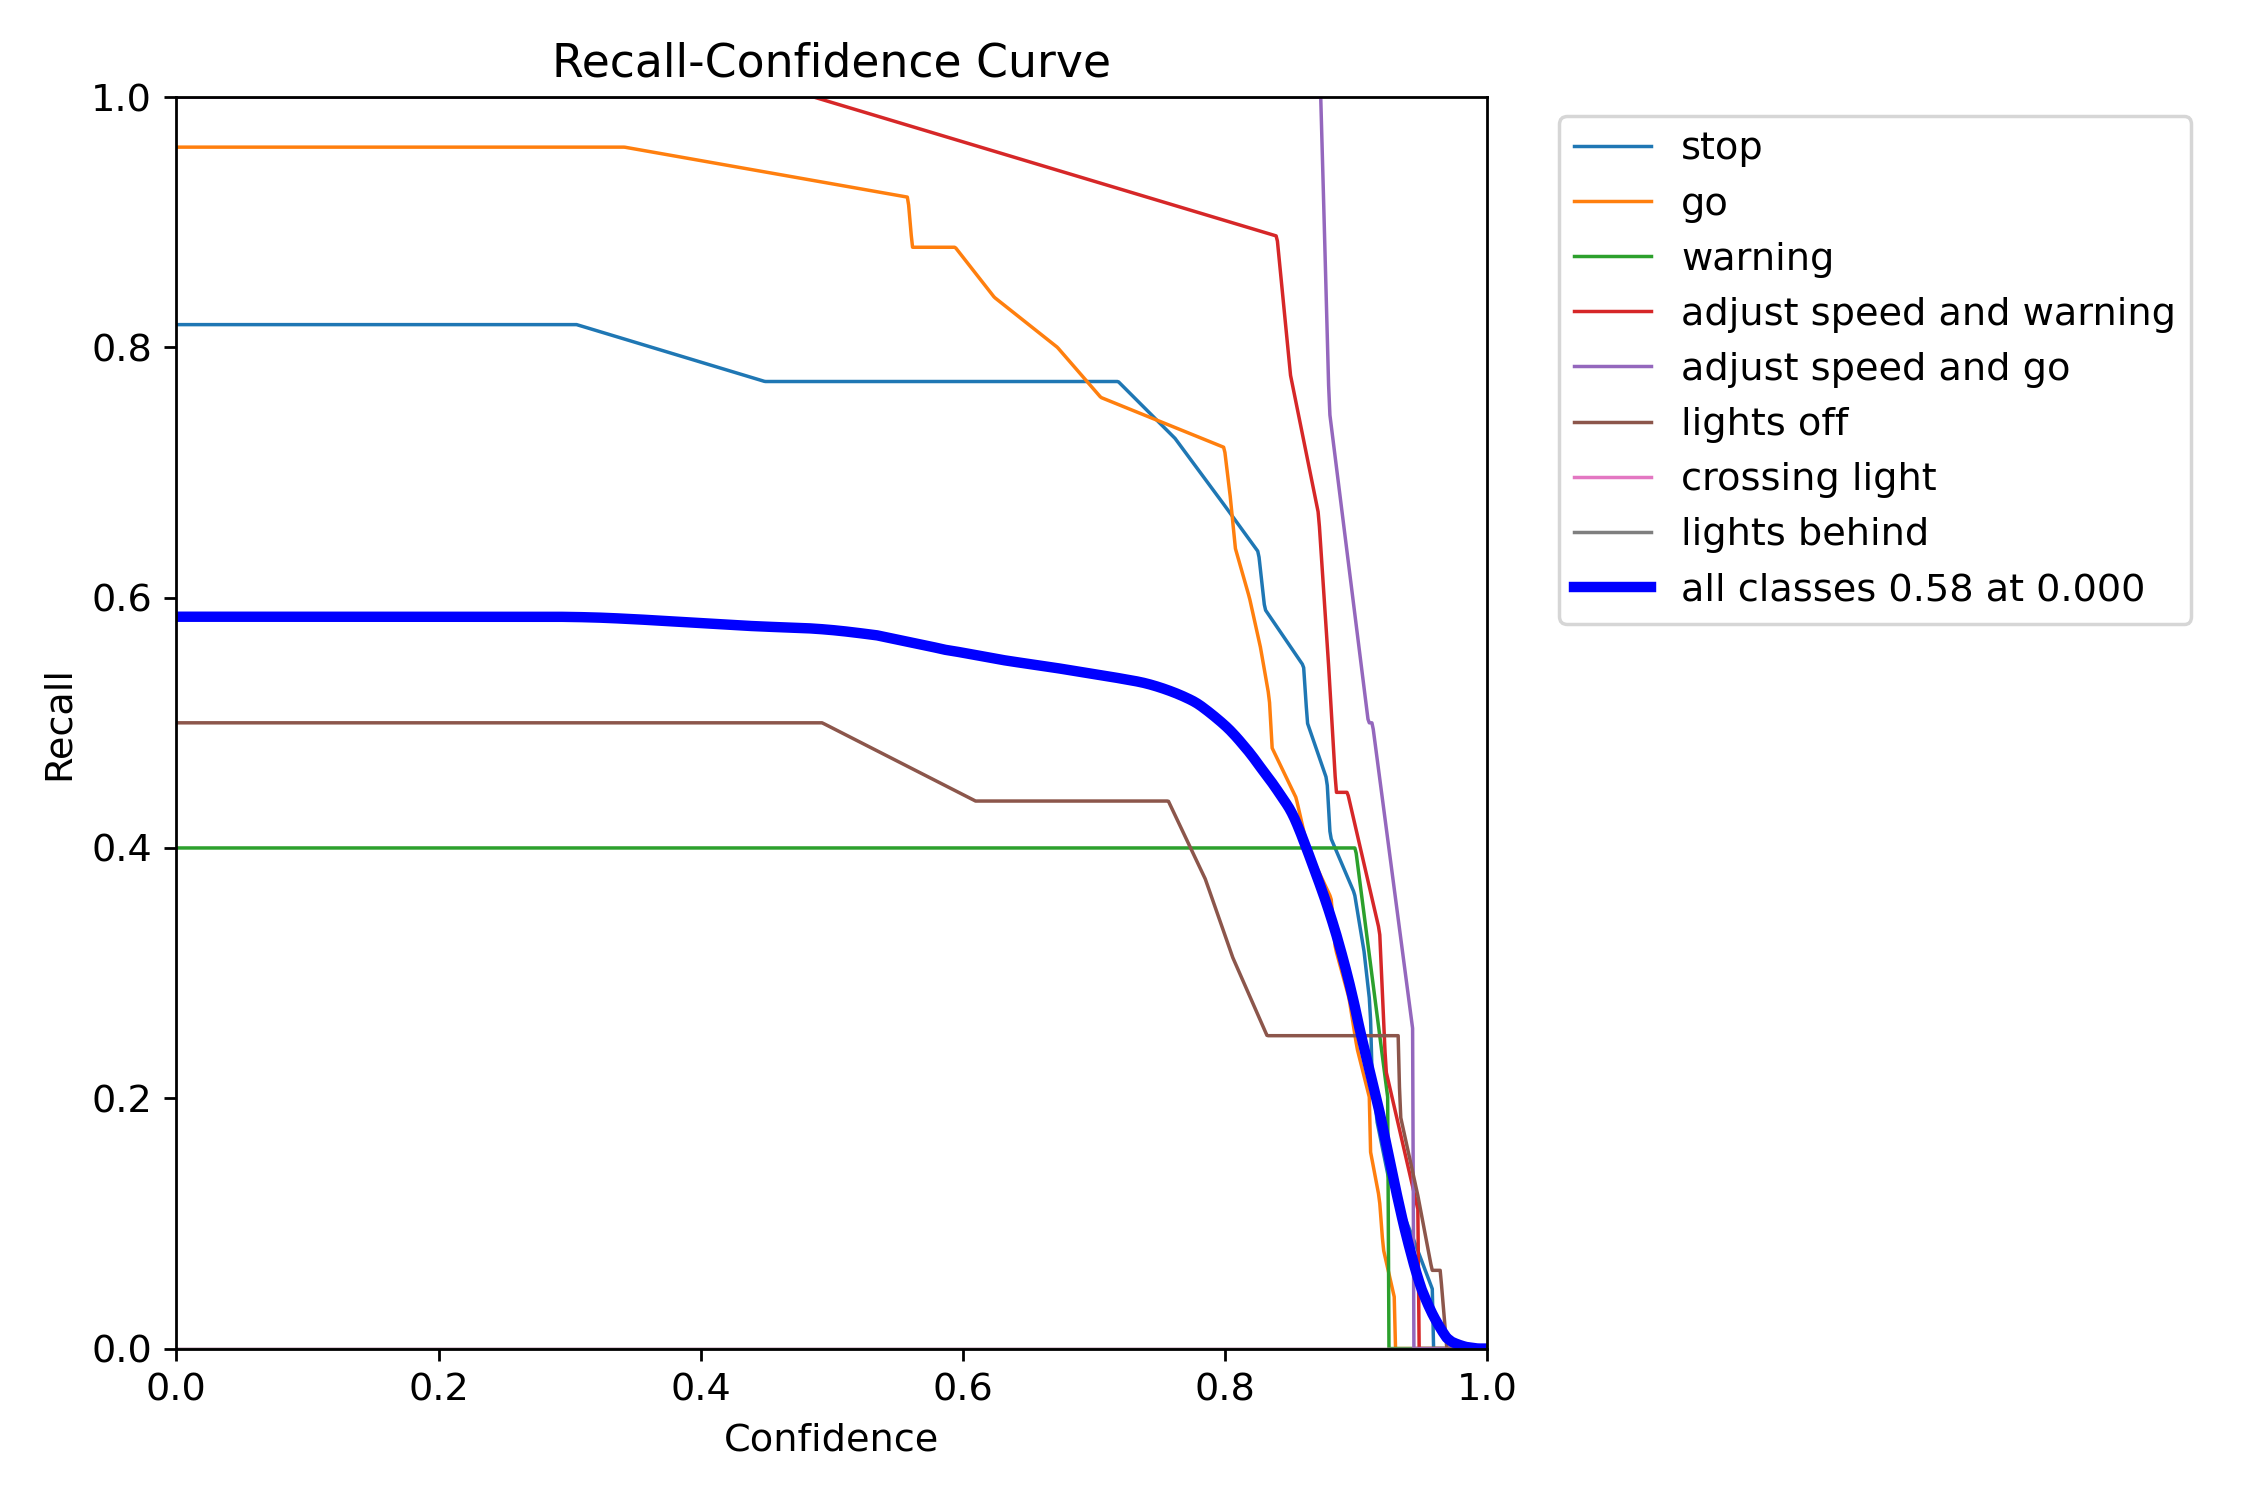 Recall-Confidence Curve
1.0
0.8
0.6
0.4
0.2
0.0
Recall
0.0 0.2 0.4 0.6 0.8 1.0
Confidence
stop
go
warning
adjust speed and warning
adjust speed and go
lights off
crossing light
lights behind
all classes 0.58 at 0.000